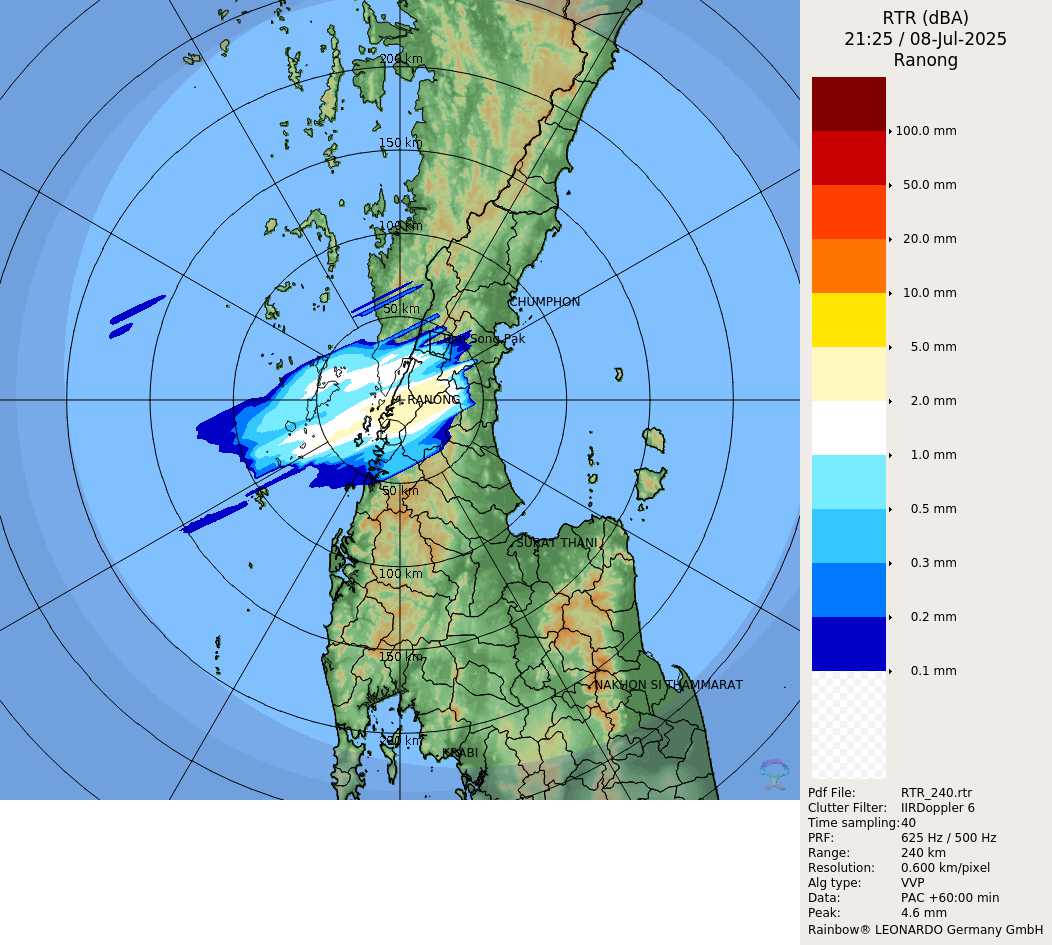 RTR (dBA)
21:25 / 08-Jul-2025
Ranong
200 km
150 km
100 km
CHUMPHON
50 km
RANONG
50 km
SURAT THANI
100 km
150 km
NAKHON SI THAMMARAT
200 km
KRABI
100.0 mm
50.0 mm
20.0 mm
10.0 mm
5.0 mm
2.0 mm
1.0 mm
0.5 mm
0.3 mm
0.2 mm
0.1 mm
Pdf File: RTR_240.rtr
Clutter Filter: IIRDoppler 6
Time sampling:40
PRF: 625 Hz / 500 Hz
Range: 240 km
Resolution: 0.600 km/pixel
Alg type: VVP
Data: PAC +60:00 min
Peak: 4.6 mm
Rainbow® LEONARDO Germany GmbH